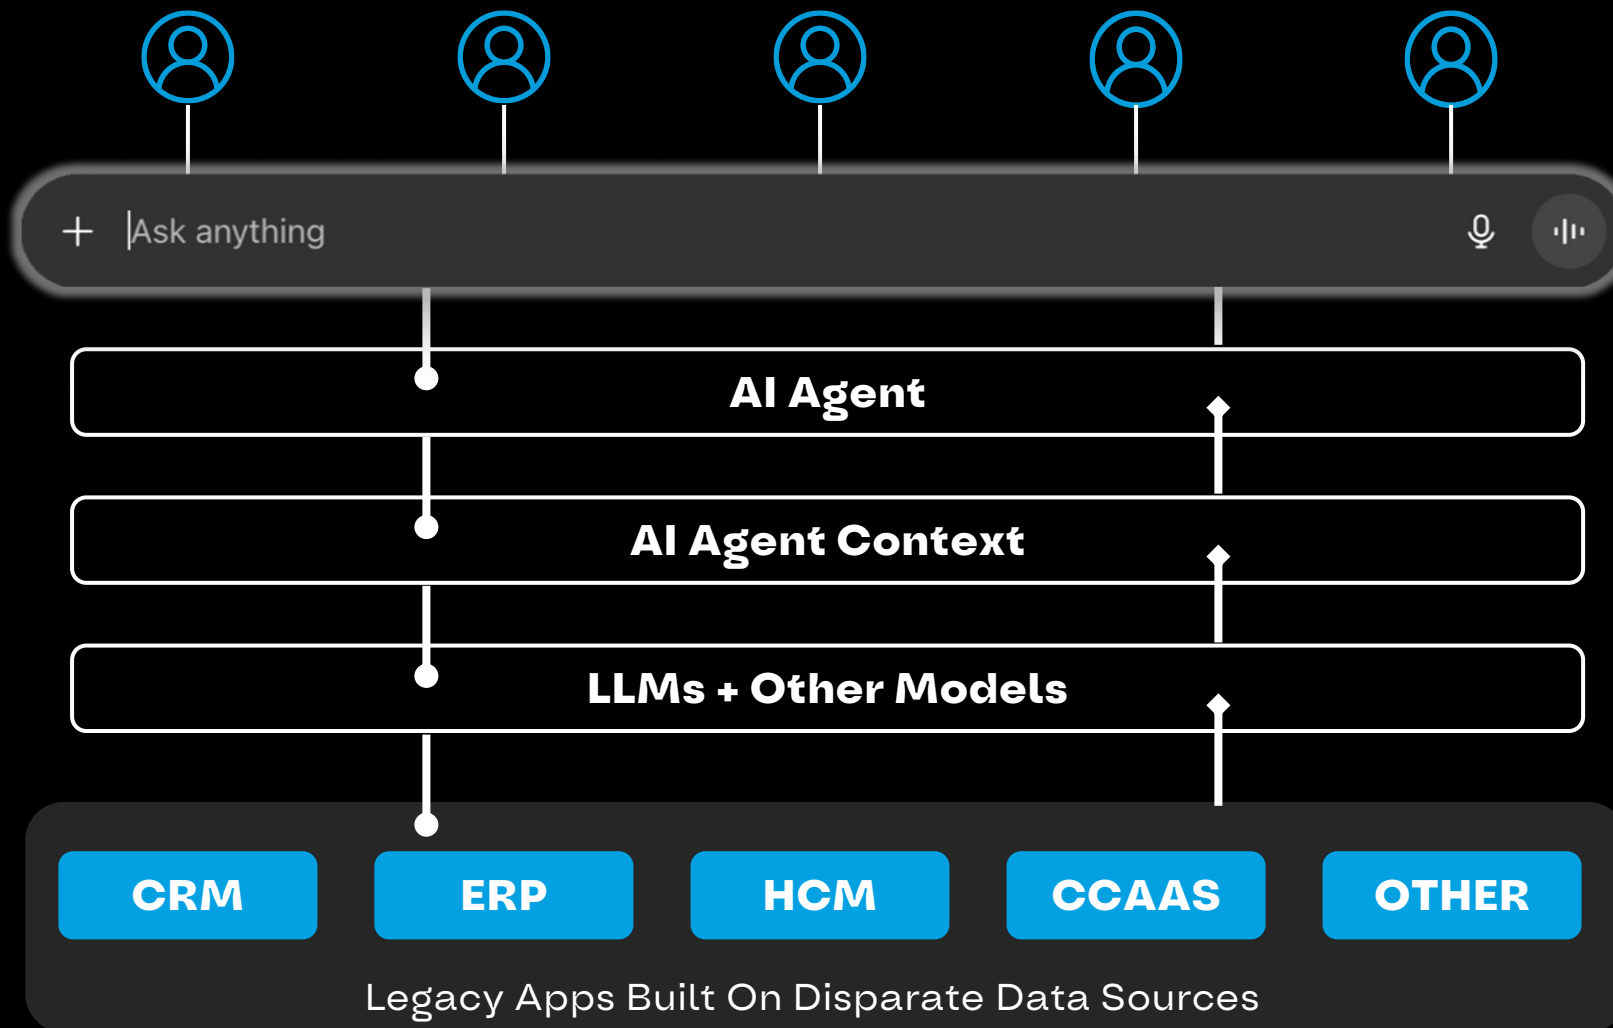 Ask anything
AI Agent
AI Agent Context
LLMs + Other Models
CRM
ERP
HCM
CCAAS
OTHER
Legacy Apps Built On Disparate Data Sources